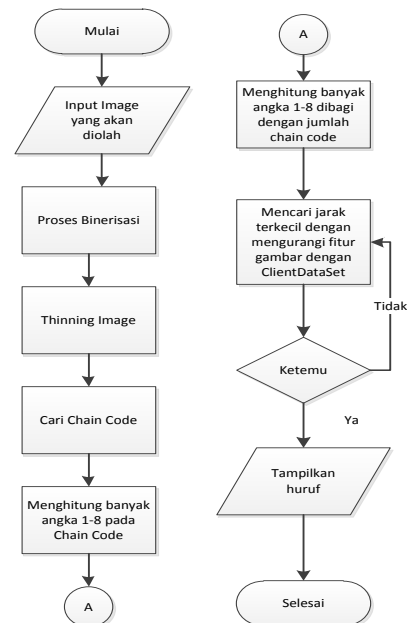 Mulai
Input Image
yang akan
diolah
Proses Binerisasi
Thinning Image
Cari Chain Code
Menghitung banyak
angka 1-8 pada
Chain Code
A
A
Menghitung banyak
angka 1-8 dibagi
dengan jumlah
chain code
Mencari jarak
terkecil dengan
mengurangi fitur
gambar dengan
ClientDataSet
Tidak
Ketemu
Ya
Tampilkan
huruf
Selesai